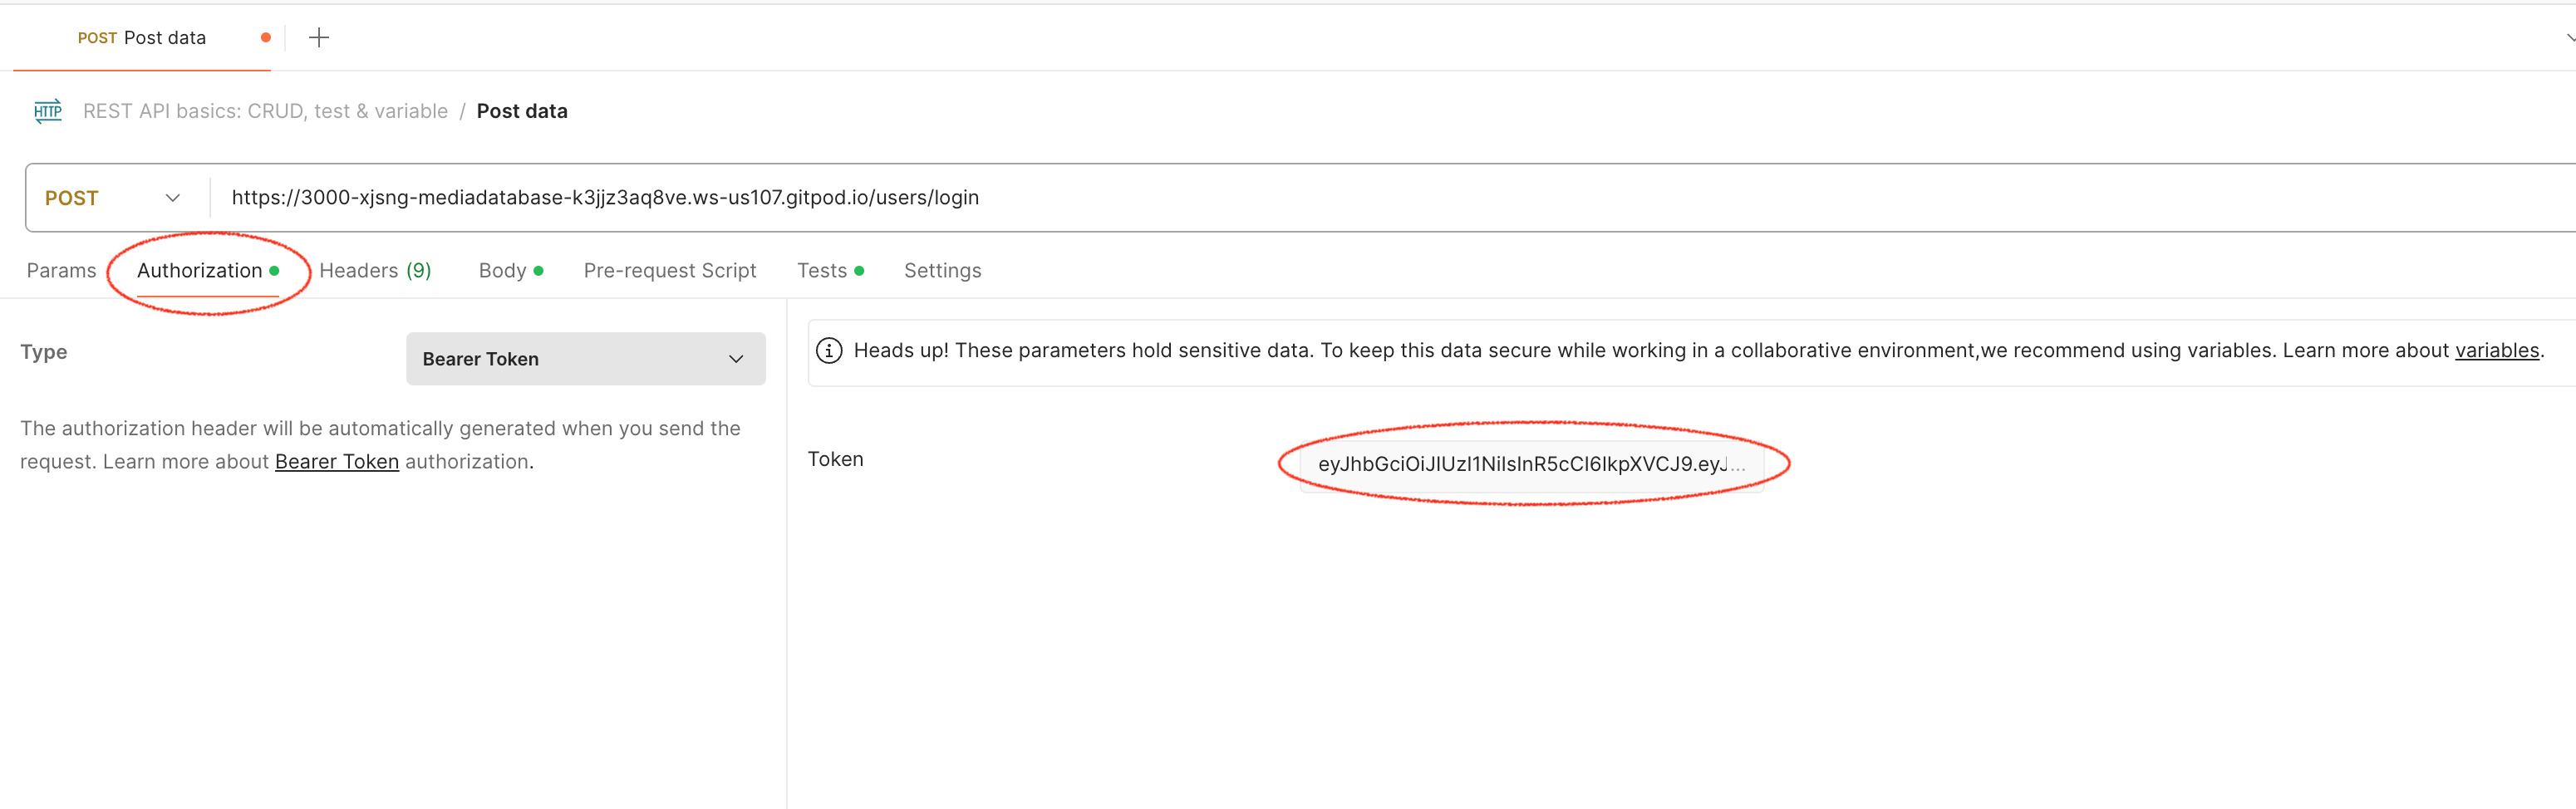 POST Post data
HTTP REST API basics: CRUD, test & variable / Post data
POST https://3000-xjsng-mediadatabase-k3jjz3aq8ve.ws-us107.gitpod.io/users/login
Params Authorization Headers (9) Body Pre-request Script Tests Settings
Type Bearer Token
Heads up! These parameters hold sensitive data. To keep this data secure while working in a collaborative environment,we recommend using variables. Learn more about variables.
The authorization header will be automatically generated when you send the
request. Learn more about Bearer Token authorization.
Token eyJhbGciOiJIUzI1NiIsInR5cCI6IkpXVCJ9.eyJ...